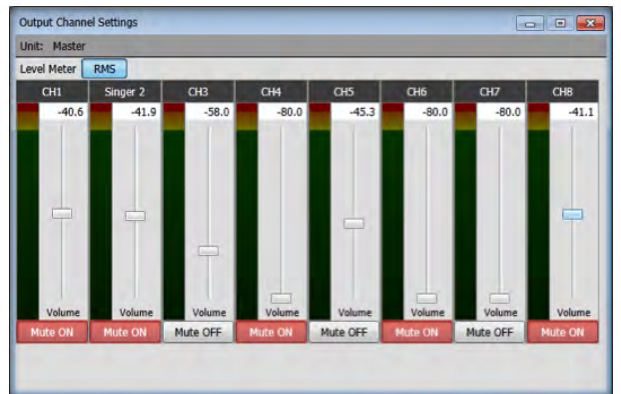 Output Channel Settings
Unit: Master
Level Meter RMS
CH1 Singer 2 CH3 CH4 CH5 CH6 CH7 CH8
-40.6 -41.9 -58.0 -80.0 -45.3 -80.0 -80.0 -41.1
Volume Volume Volume Volume Volume Volume Volume Volume
Mute ON Mute ON Mute OFF Mute ON Mute OFF Mute ON Mute OFF Mute ON